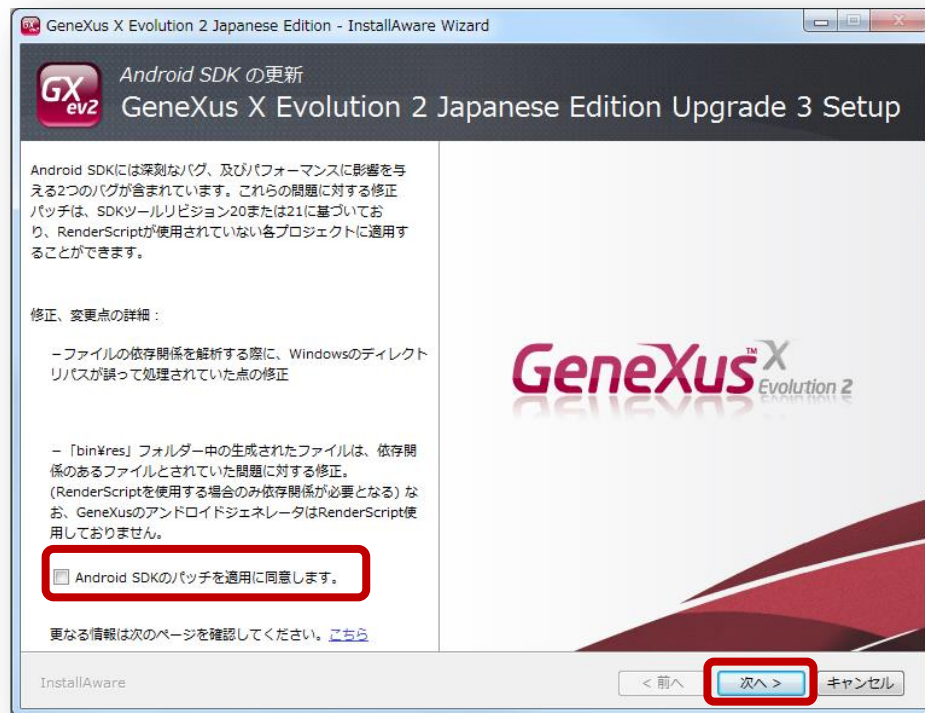 GeneXus X Evolution 2 Japanese Edition - InstallAware Wizard
GX
ev2
Android SDK の更新
GeneXus X Evolution 2 Japanese Edition Upgrade 3 Setup
Android SDKには深刻なバグ、及びパフォーマンスに影響を与
える2つのバグが含まれています。これらの問題に対する修正
パッチは、SDKツールリビジョン20または21に基づいてお
り、RenderScriptが使用されていない各プロジェクトに適用す
ることができます。
修正、変更点の詳細：
－ファイルの依存関係を解析する際に、Windowsのディレクト
リパスが誤って処理されていた点の修正
－「bin¥res」フォルダー中の生成されたファイルは、依存関
係のあるファイルとされていた問題に対する修正。
(RenderScriptを使用する場合のみ依存関係が必要となる) な
お、GeneXusのアンドロイドジェネレータはRenderScript使
用しておりません。
Android SDKのパッチを適用に同意します。
更なる情報は次のページを確認してください。こちら
GeneXus™ X
Evolution 2
InstallAware
< 前へ
次へ >
キャンセル